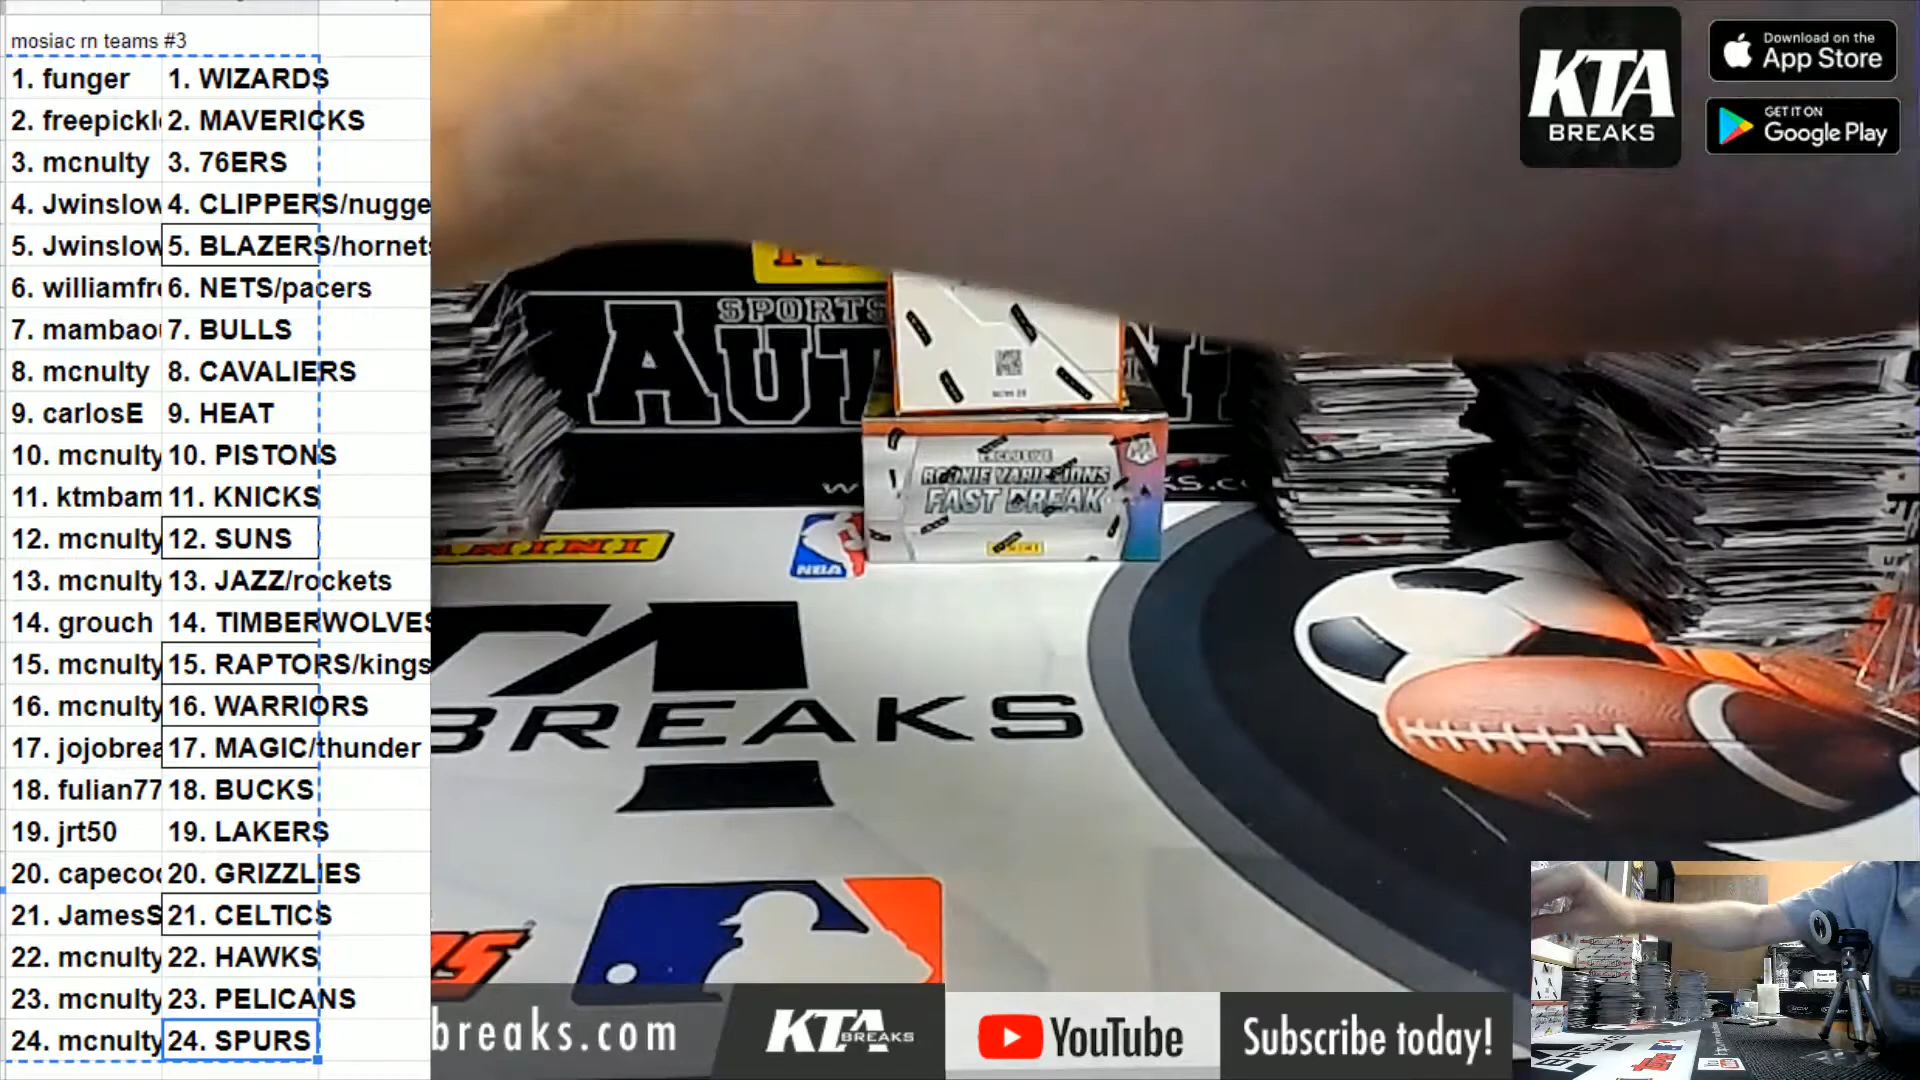 mosiac rn teams #3
1. funger 1. WIZARDS
2. freepickl 2. MAVERICKS
3. mcnulty 3. 76ERS
4. Jwinslow 4. CLIPPERS/nugge
5. Jwinslow 5. BLAZERS/hornets
6. williamfr 6. NETS/pacers
7. mambaou 7. BULLS
8. mcnulty 8. CAVALIERS
9. carlosE 9. HEAT
10. mcnulty 10. PISTONS
11. ktmbam 11. KNICKS
12. mcnulty 12. SUNS
13. mcnulty 13. JAZZ/rockets
14. grouch 14. TIMBERWOLVES
15. mcnulty 15. RAPTORS/kings
16. mcnulty 16. WARRIORS
17. jojobrea 17. MAGIC/thunder
18. fulian77 18. BUCKS
19. jrt50 19. LAKERS
20. capecod 20. GRIZZLIES
21. JamesS 21. CELTICS
22. mcnulty 22. HAWKS
23. mcnulty 23. PELICANS
24. mcnulty 24. SPURS
KTA
BREAKS
Download on the
App Store
GET IT ON
Google Play
SPORTS
AUT
EXCLUSIVE
ROOKIE VARIATIONS
FAST BREAK
PANINI
NBA
BREAKS
breaks.com
KTA BREAKS
YouTube
Subscribe today!